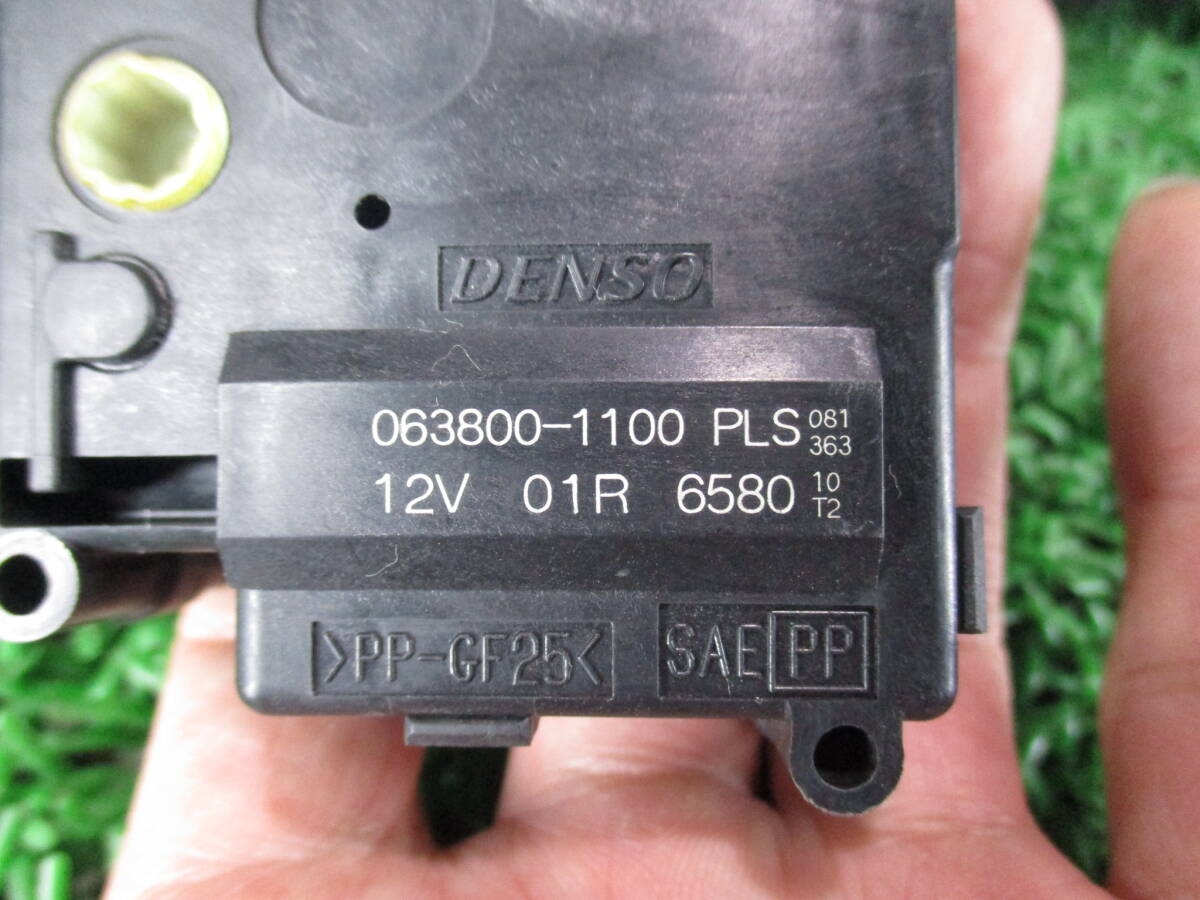 DENSO
063800-1100 PLS 081 363
12V 01R 6580 10 T2
>PP-GF25< SAE PP